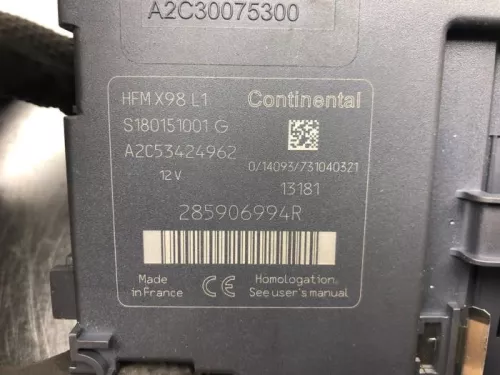 A2C30075300
HFM X98 L1 Continental
S180151001 G
A2C53424962
12V 0/14093/731040321
13181
285906994R
Made in France
CE
Homologation
See user's manual